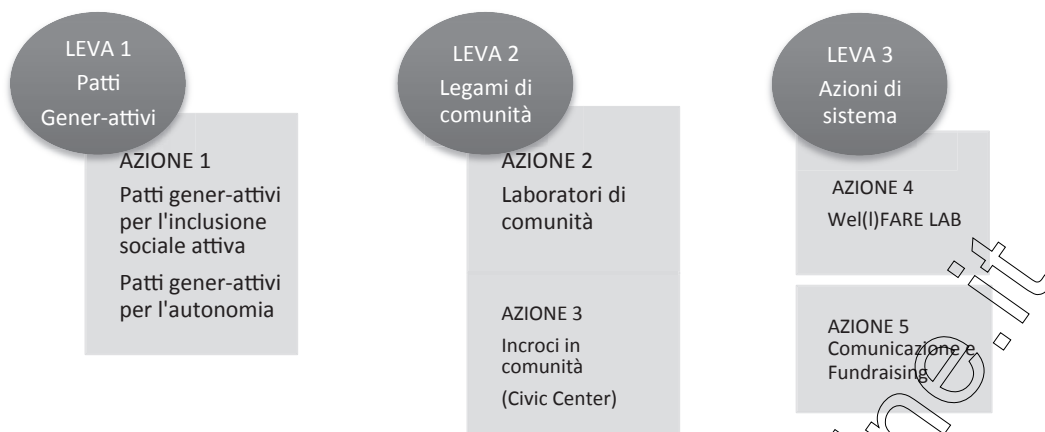 LEVA 1
Patti
Gener-attivi
AZIONE 1
Patti gener-attivi
per l'inclusione
sociale attiva
Patti gener-attivi
per l'autonomia
LEVA 2
Legami di
comunità
AZIONE 2
Laboratori di
comunità
AZIONE 3
Incroci in
comunità
(Civic Center)
LEVA 3
Azioni di
sistema
AZIONE 4
Wel(l)FARE LAB
AZIONE 5
Comunicazione e
Fundraising
ne.it